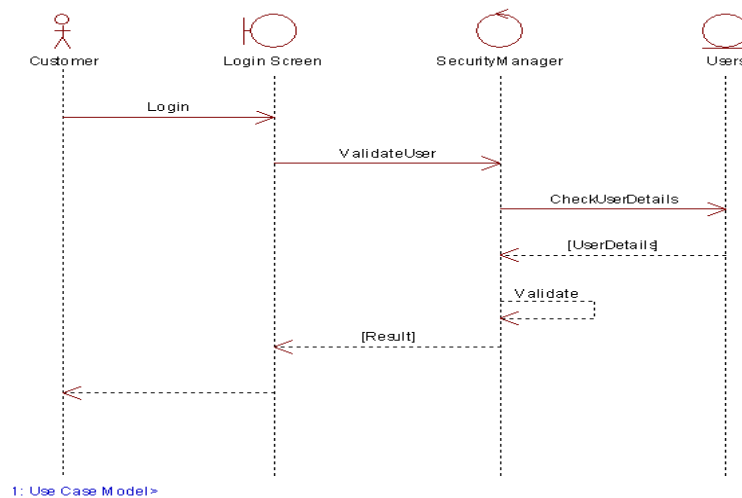 Customer
Login Screen
SecurityManager
Users
Login
ValidateUser
CheckUserDetails
[UserDetails]
Validate
[Result]
1: Use Case Model>